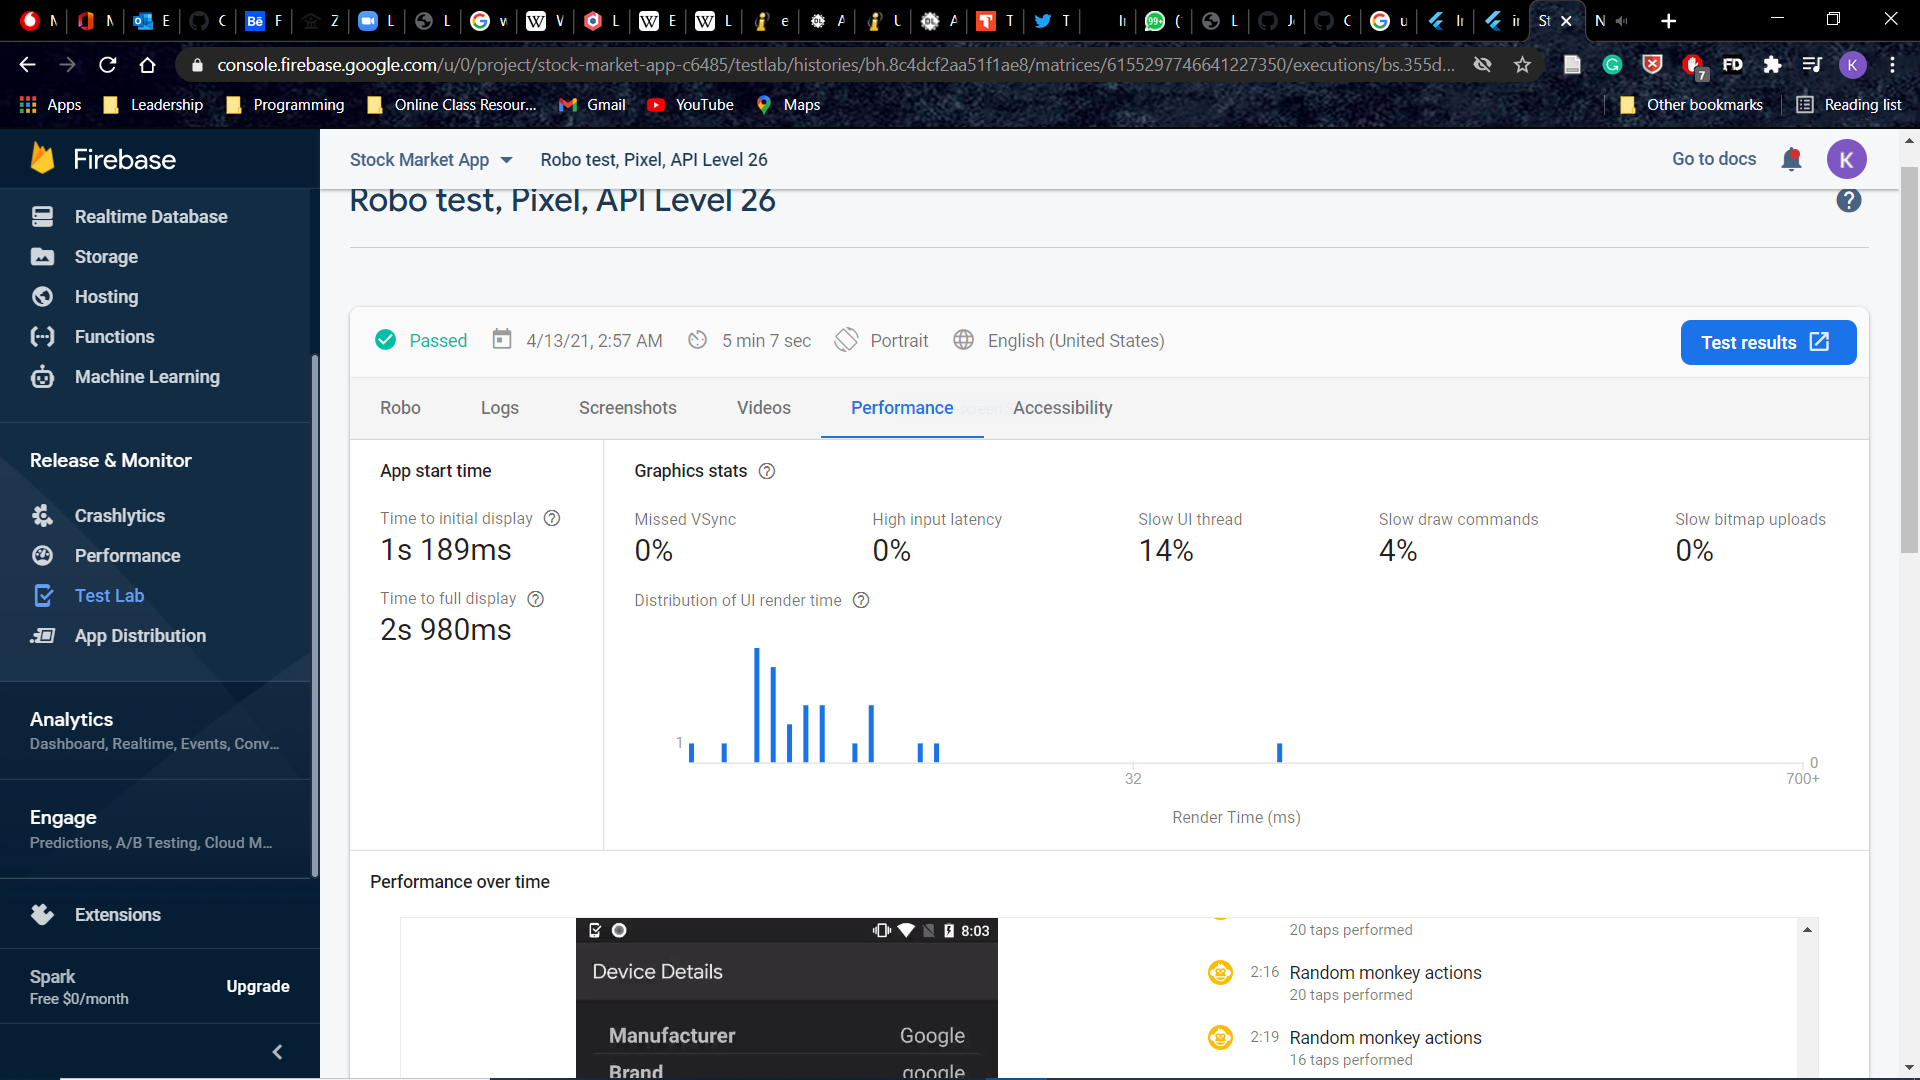 console.firebase.google.com/u/0/project/stock-market-app-c6485/testlab/histories/bh.8c4dcf2aa51f1ae8/matrices/6155297746641227350/executions/bs.355d...
7
FD
K
Apps
Leadership
Programming
Online Class Resour...
Gmail
YouTube
Maps
Other bookmarks
Reading list
Firebase
Stock Market App
Robo test, Pixel, API Level 26
Go to docs
K
Robo test, Pixel, API Level 26
Realtime Database
Storage
Hosting
Functions
Machine Learning
Release & Monitor
Crashlytics
Performance
Test Lab
App Distribution
Analytics
Dashboard, Realtime, Events, Conv...
Engage
Predictions, A/B Testing, Cloud M...
Extensions
Spark
Free $0/month
Upgrade
Passed
4/13/21, 2:57 AM
5 min 7 sec
Portrait
English (United States)
Test results
Robo
Logs
Screenshots
Videos
Performance
Accessibility
App start time
Time to initial display
1s 189ms
Time to full display
2s 980ms
Graphics stats
Missed VSync
0%
High input latency
0%
Slow UI thread
14%
Slow draw commands
4%
Slow bitmap uploads
0%
Distribution of UI render time
1
0
32
700+
Render Time (ms)
Performance over time
8:03
Device Details
Manufacturer
Google
Brand
google
20 taps performed
2:16 Random monkey actions
20 taps performed
2:19 Random monkey actions
16 taps performed